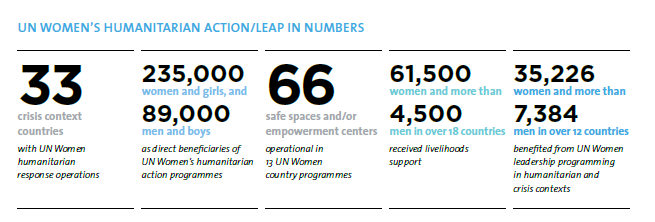 UN WOMEN'S HUMANITARIAN ACTION/LEAP IN NUMBERS
33
crisis context
countries
with UN Women
humanitarian
response operations
235,000
women and girls, and
89,000
men and boys
as direct beneficiaries of
UN Women's humanitarian
action programmes
66
safe spaces and/or
empowerment centers
operational in
13 UN Women
country programmes
61,500
women and more than
4,500
men in over 18 countries
received livelihoods
support
35,226
women and more than
7,384
men in over 12 countries
benefited from UN Women
leadership programming
in humanitarian and
crisis contexts